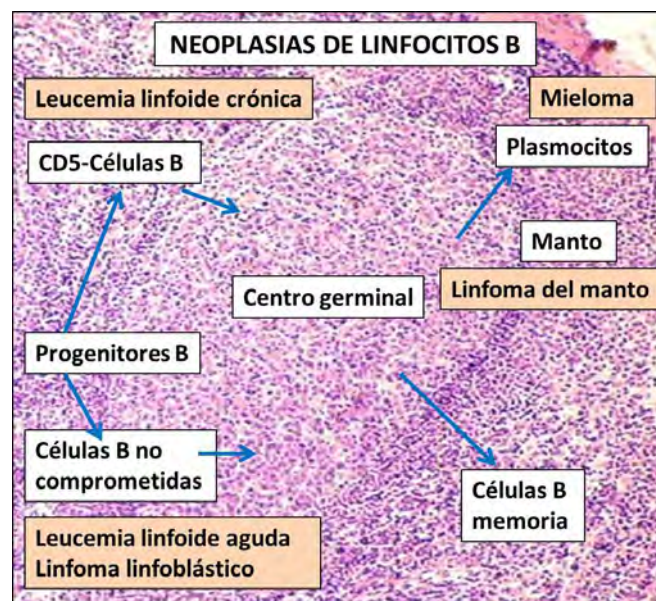 NEOPLASIAS DE LINFOCITOS B
Leucemia linfoide crónica
Mieloma
CD5-Células B
Plasmocitos
Manto
Linfoma del manto
Centro germinal
Progenitores B
Células B no
comprometidas
Células B
memoria
Leucemia linfoide aguda
Linfoma linfoblástico